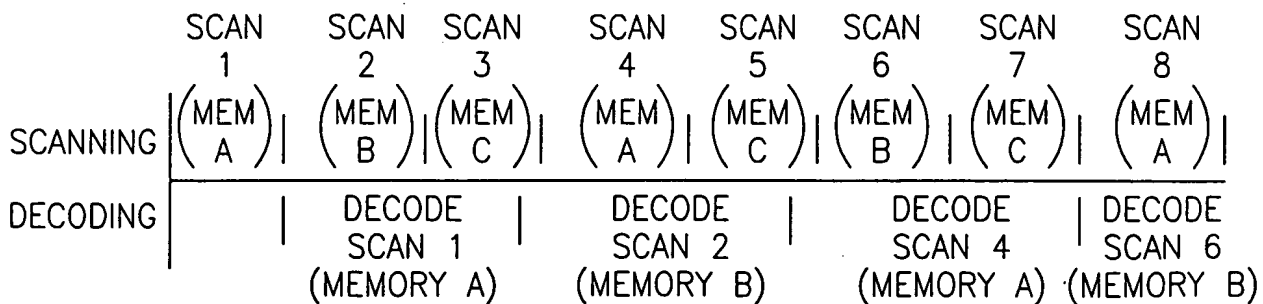 SCAN SCAN SCAN SCAN SCAN SCAN SCAN SCAN
1 2 3 4 5 6 7 8
(MEM (MEM (MEM (MEM (MEM (MEM (MEM (MEM
SCANNING A) B) C) A) C) B) C) A)
DECODING DECODE DECODE DECODE DECODE
SCAN 1 SCAN 2 SCAN 4 SCAN 6
(MEMORY A) (MEMORY B) (MEMORY A) (MEMORY B)